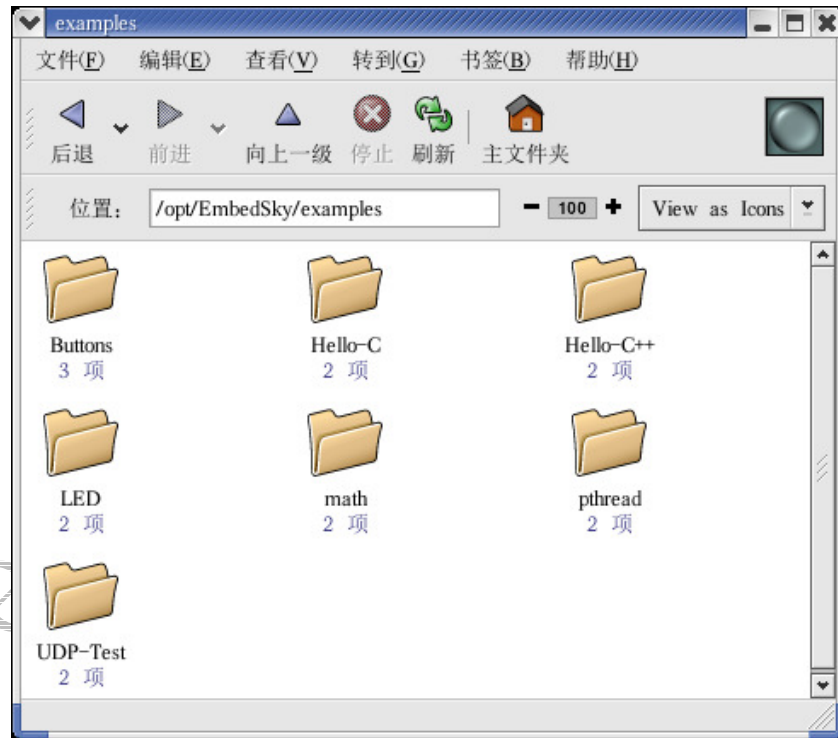 examples
文件(F) 编辑(E) 查看(V) 转到(G) 书签(B) 帮助(H)
后退 前进 向上一级 停止 刷新 主文件夹
位置: /opt/EmbedSky/examples 100 View as Icons
Buttons Hello-C Hello-C++
3 项 2 项 2 项
LED math pthread
2 项 2 项 2 项
UDP-Test
2 项